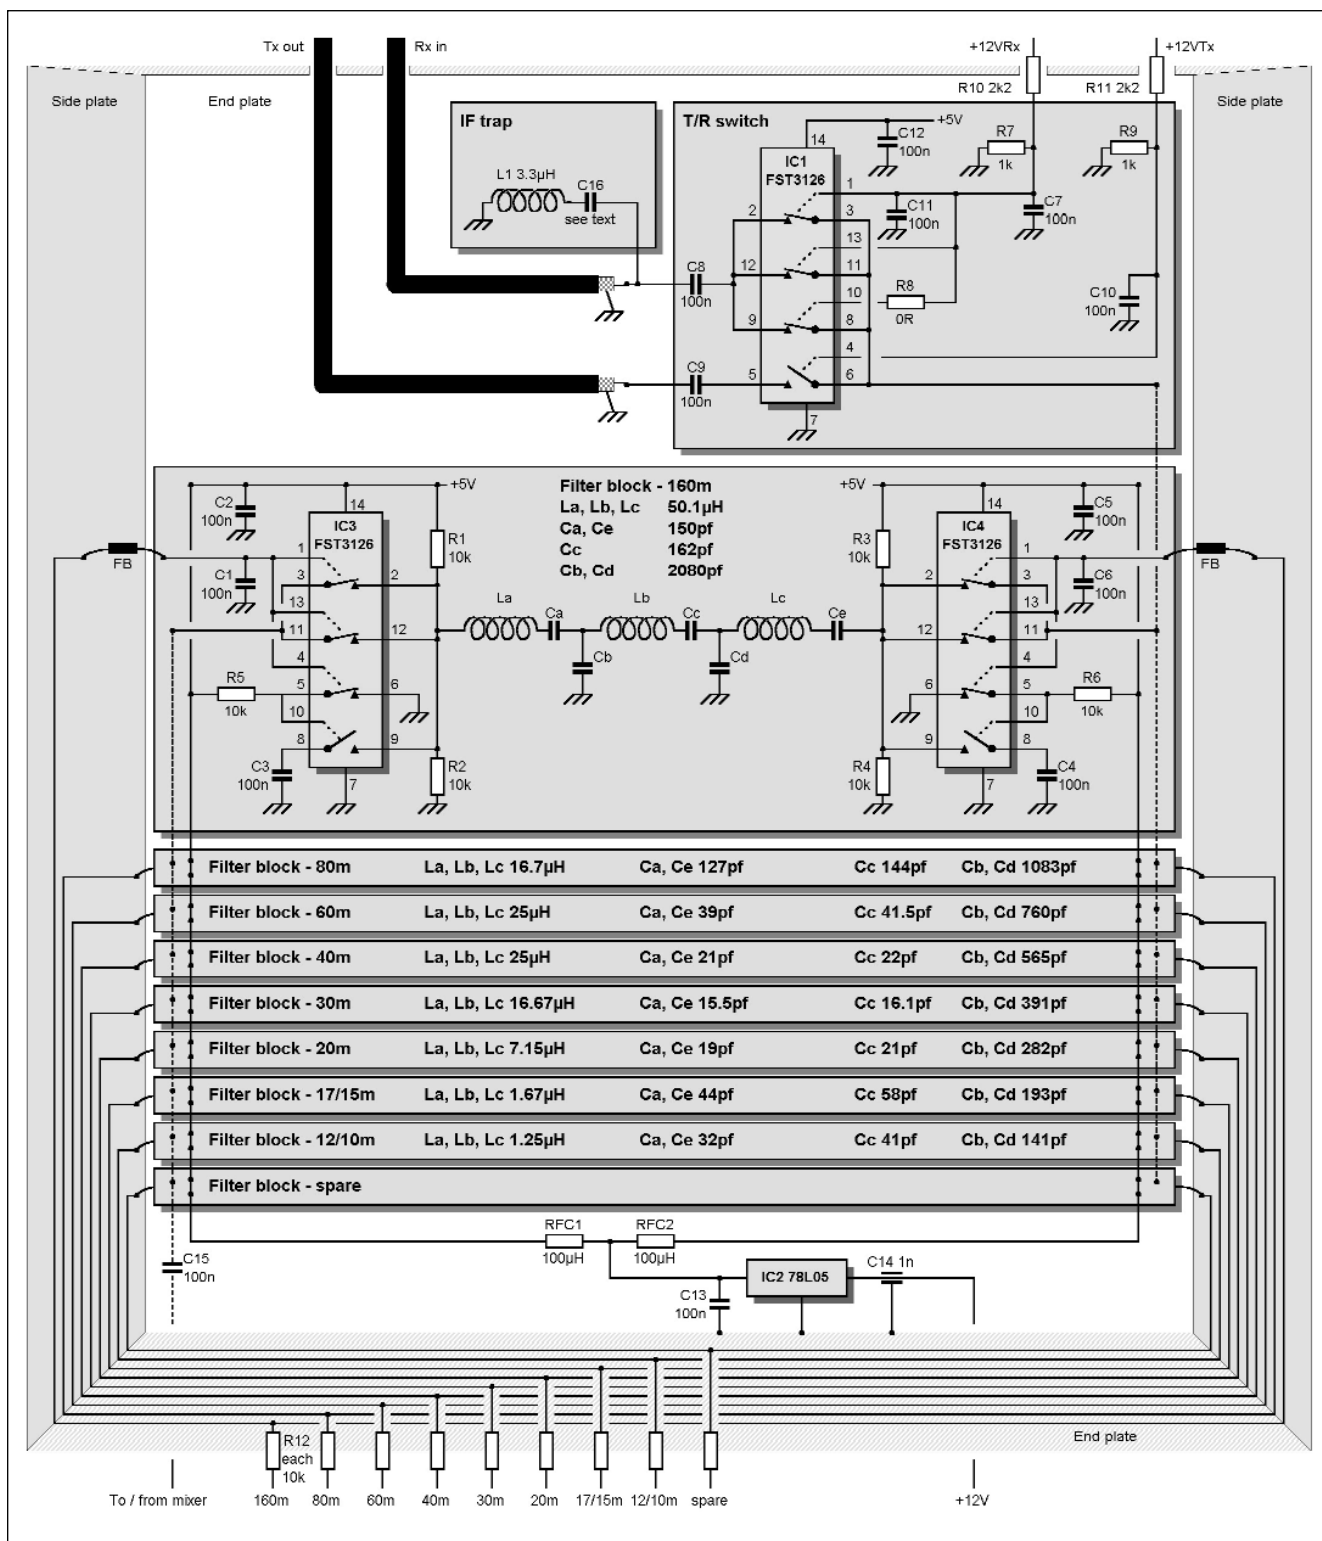 Tx out
Rx in
+12VRx
+12VTx
Side plate
End plate
R10 2k2
R11 2k2
Side plate
IF trap
L1 3.3µH
C16
see text
T/R switch
+5V
C12
100n
14
IC1
FST3126
R7
1k
R9
1k
1
C11
100n
C7
100n
2
3
13
12
11
C8
100n
10
R8
0R
C10
100n
9
8
4
C9
100n
5
6
7
Filter block - 160m
La, Lb, Lc 50.1µH
Ca, Ce 150pf
Cc 162pf
Cb, Cd 2080pf
+5V
C2
100n
14
IC3
FST3126
R1
10k
1
FB
C1
100n
3
2
13
11
12
4
R5
10k
5
6
10
8
9
C3
100n
7
R2
10k
La
Ca
Lb
Cc
Lc
Ce
Cb
Cd
+5V
14
C5
100n
R3
10k
IC4
FST3126
1
FB
C6
100n
2
3
13
12
11
4
6
5
R6
10k
10
9
8
R4
10k
7
C4
100n
Filter block - 80m La, Lb, Lc 16.7µH Ca, Ce 127pf Cc 144pf Cb, Cd 1083pf
Filter block - 60m La, Lb, Lc 25µH Ca, Ce 39pf Cc 41.5pf Cb, Cd 760pf
Filter block - 40m La, Lb, Lc 25µH Ca, Ce 21pf Cc 22pf Cb, Cd 565pf
Filter block - 30m La, Lb, Lc 16.67µH Ca, Ce 15.5pf Cc 16.1pf Cb, Cd 391pf
Filter block - 20m La, Lb, Lc 7.15µH Ca, Ce 19pf Cc 21pf Cb, Cd 282pf
Filter block - 17/15m La, Lb, Lc 1.67µH Ca, Ce 44pf Cc 58pf Cb, Cd 193pf
Filter block - 12/10m La, Lb, Lc 1.25µH Ca, Ce 32pf Cc 41pf Cb, Cd 141pf
Filter block - spare
RFC1
100µH
RFC2
100µH
C15
100n
IC2 78L05
C14 1n
C13
100n
R12
each
10k
End plate
To / from mixer
160m
80m
60m
40m
30m
20m
17/15m
12/10m
spare
+12V